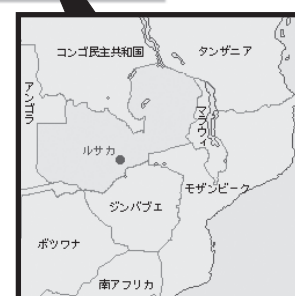 コンゴ民主共和国
タンザニア
アンゴラ
マラウィ
ルサカ
モザンビーク
ジンバブエ
ボツワナ
南アフリカ